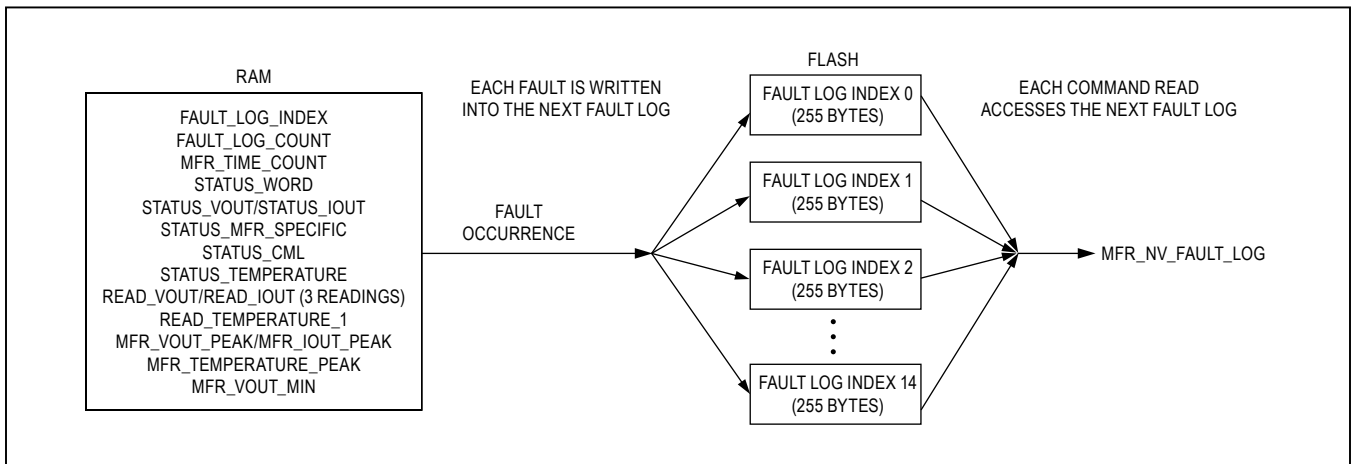 RAM
FAULT_LOG_INDEX
FAULT_LOG_COUNT
MFR_TIME_COUNT
STATUS_WORD
STATUS_VOUT/STATUS_IOUT
STATUS_MFR_SPECIFIC
STATUS_CML
STATUS_TEMPERATURE
READ_VOUT/READ_IOUT (3 READINGS)
READ_TEMPERATURE_1
MFR_VOUT_PEAK/MFR_IOUT_PEAK
MFR_TEMPERATURE_PEAK
MFR_VOUT_MIN
EACH FAULT IS WRITTEN
INTO THE NEXT FAULT LOG
FAULT
OCCURRENCE
FLASH
FAULT LOG INDEX 0
(255 BYTES)
FAULT LOG INDEX 1
(255 BYTES)
FAULT LOG INDEX 2
(255 BYTES)
FAULT LOG INDEX 14
(255 BYTES)
EACH COMMAND READ
ACCESSES THE NEXT FAULT LOG
MFR_NV_FAULT_LOG